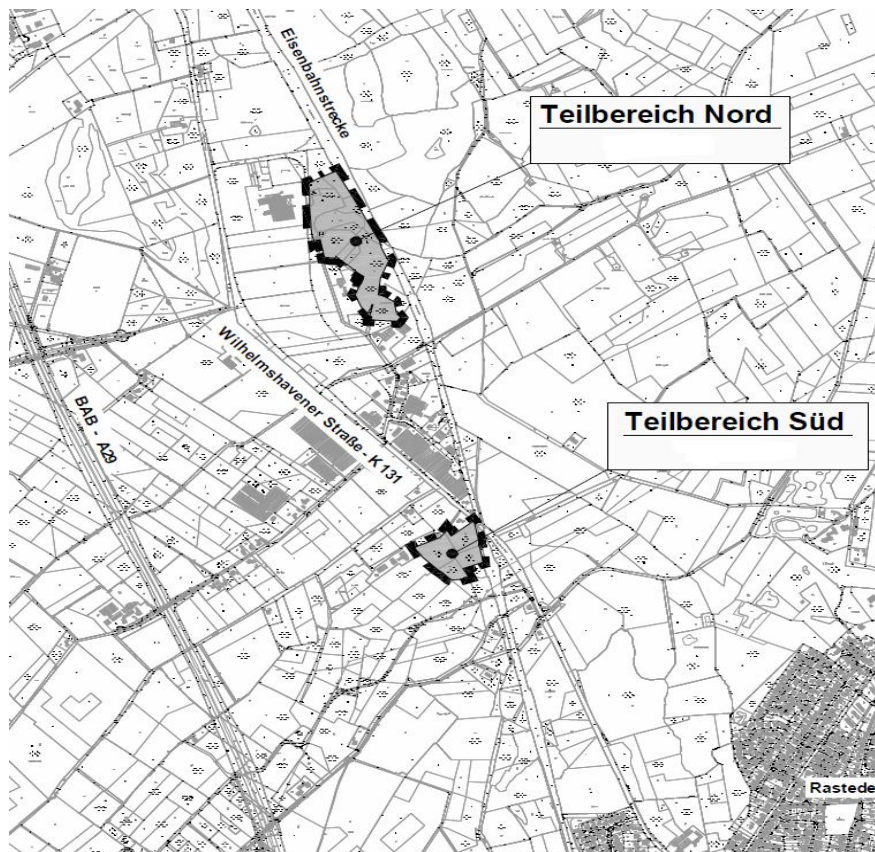 Eisenbahnstrecke
Teilbereich Nord
Wilhelmshavener Straße - K131
BAB - A29
Teilbereich Süd
Rastede